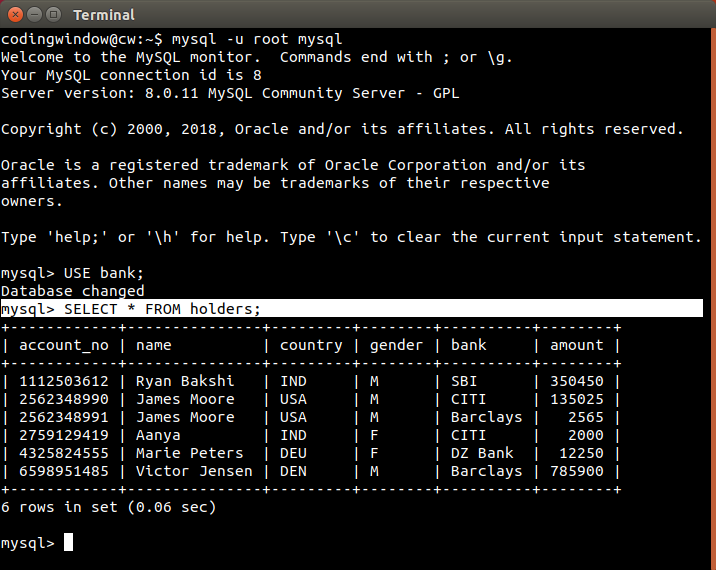 Terminal
codingwindow@cw:~$ mysql -u root mysql
Welcome to the MySQL monitor.  Commands end with ; or \g.
Your MySQL connection id is 8
Server version: 8.0.11 MySQL Community Server - GPL
Copyright (c) 2000, 2018, Oracle and/or its affiliates. All rights reserved.
Oracle is a registered trademark of Oracle Corporation and/or its
affiliates. Other names may be trademarks of their respective
owners.
Type 'help;' or '\h' for help. Type '\c' to clear the current input statement.
mysql> USE bank;
Database changed
mysql> SELECT * FROM holders;
+------------+---------------+---------+--------+----------+--------+
| account_no | name          | country | gender | bank     | amount |
+------------+---------------+---------+--------+----------+--------+
| 1112503612 | Ryan Bakshi   | IND     | M      | SBI      | 350450 |
| 2562348990 | James Moore   | USA     | M      | CITI     | 135025 |
| 2562348991 | James Moore   | USA     | M      | Barclays |   2565 |
| 2759129419 | Aanya         | IND     | F      | CITI     |   2000 |
| 4325824555 | Marie Peters  | DEU     | F      | DZ Bank  |  12250 |
| 6598951485 | Victor Jensen | DEN     | M      | Barclays | 785900 |
+------------+---------------+---------+--------+----------+--------+
6 rows in set (0.06 sec)
mysql>